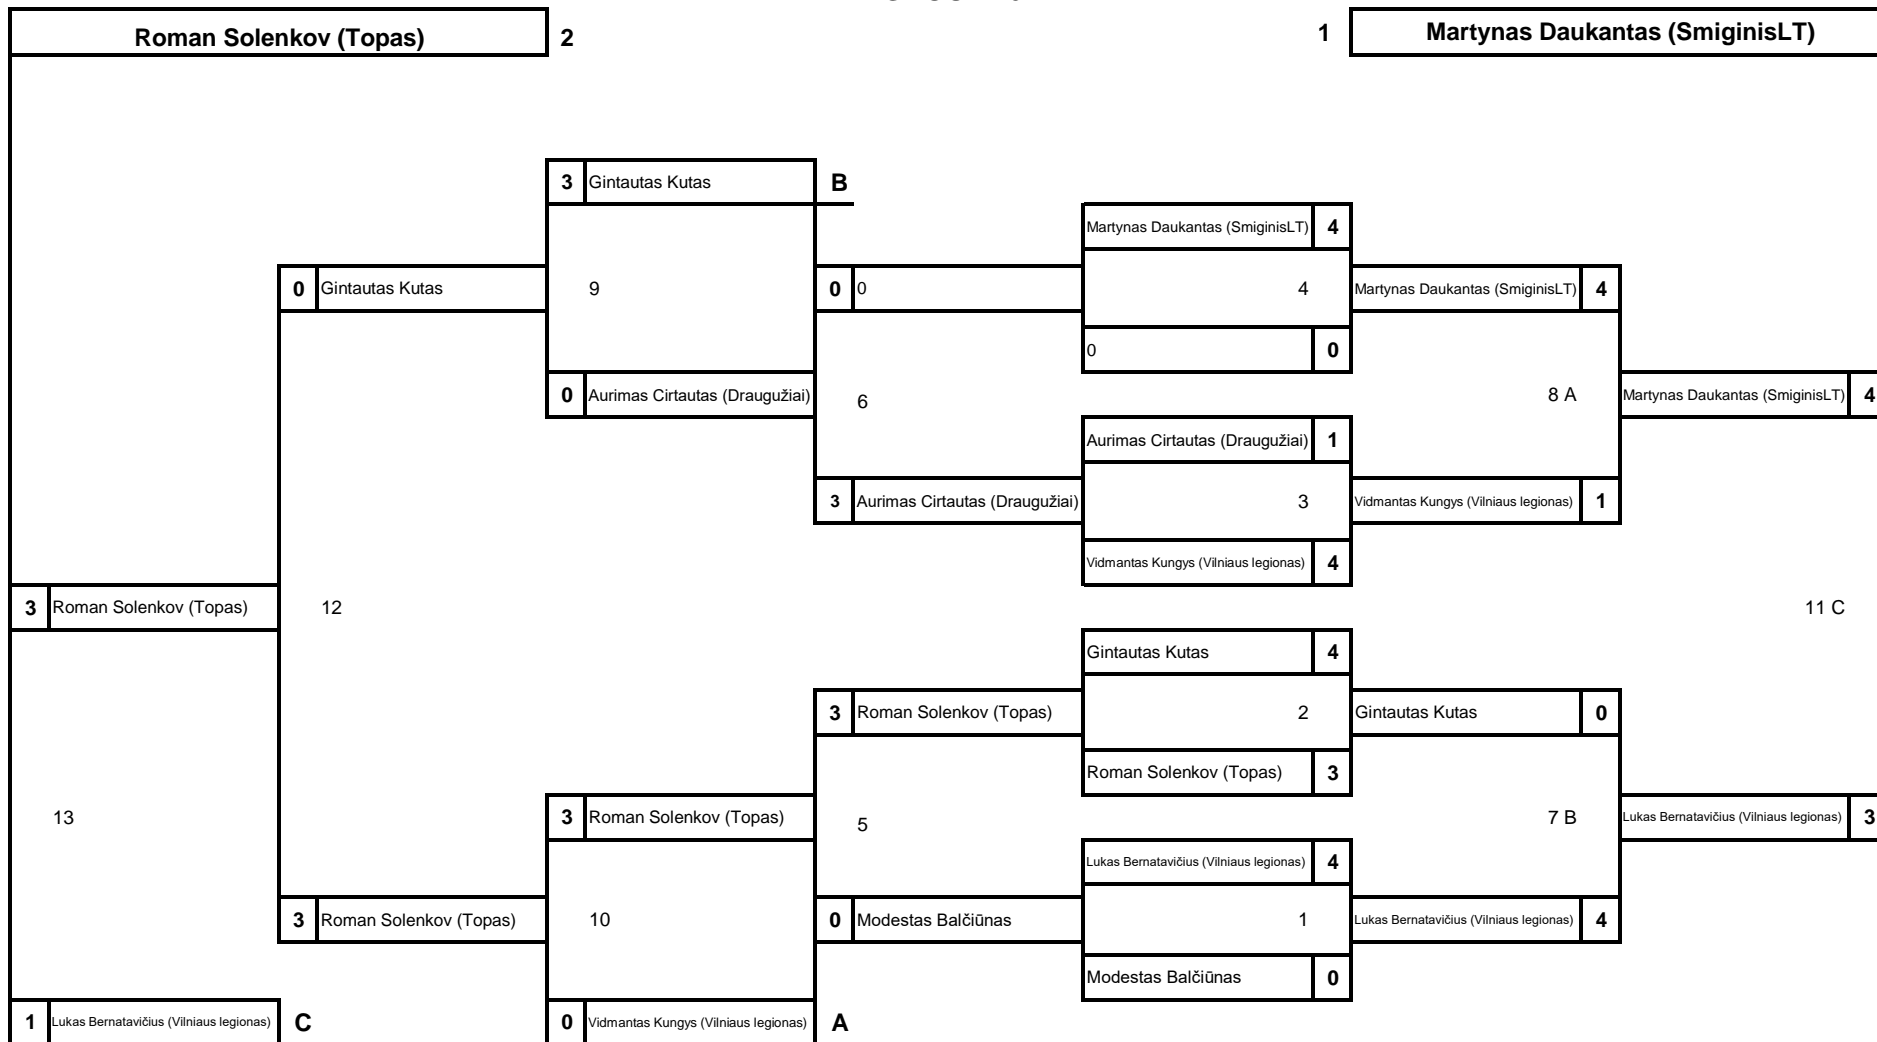 Roman Solenkov (Topas) 2 1 Martynas Daukantas (SmiginisLT)
3 Gintautas Kutas B
Martynas Daukantas (SmiginisLT) 4
0 Gintautas Kutas 9 0 0 4 Martynas Daukantas (SmiginisLT) 4
0 0
0 Aurimas Cirtautas (Draugužiai) 6 8 A Martynas Daukantas (SmiginisLT) 4
Aurimas Cirtautas (Draugužiai) 1
3 Aurimas Cirtautas (Draugužiai) 3 Vidmantas Kungys (Vilniaus legionas) 1
Vidmantas Kungys (Vilniaus legionas) 4
3 Roman Solenkov (Topas) 12 11 C
Gintautas Kutas 4
3 Roman Solenkov (Topas) 2 Gintautas Kutas 0
Roman Solenkov (Topas) 3
13 3 Roman Solenkov (Topas) 5 7 B Lukas Bernatavičius (Vilniaus legionas) 3
Lukas Bernatavičius (Vilniaus legionas) 4
3 Roman Solenkov (Topas) 10 0 Modestas Balčiūnas 1 Lukas Bernatavičius (Vilniaus legionas) 4
Modestas Balčiūnas 0
1 Lukas Bernatavičius (Vilniaus legionas) C 0 Vidmantas Kungys (Vilniaus legionas) A